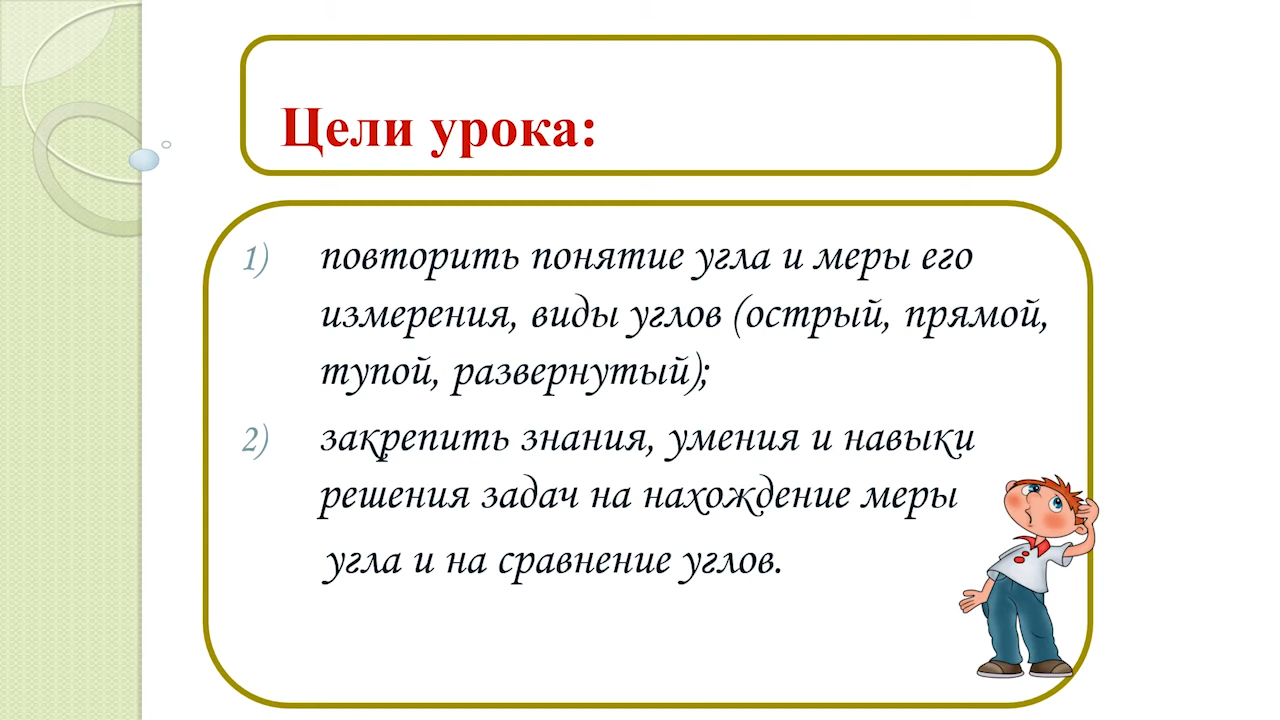 Цели урока:
1) повторить понятие угла и меры его
измерения, виды углов (острый, прямой,
тупой, развернутый);
2) закрепить знания, умения и навыки
решения задач на нахождение меры
угла и на сравнение углов.